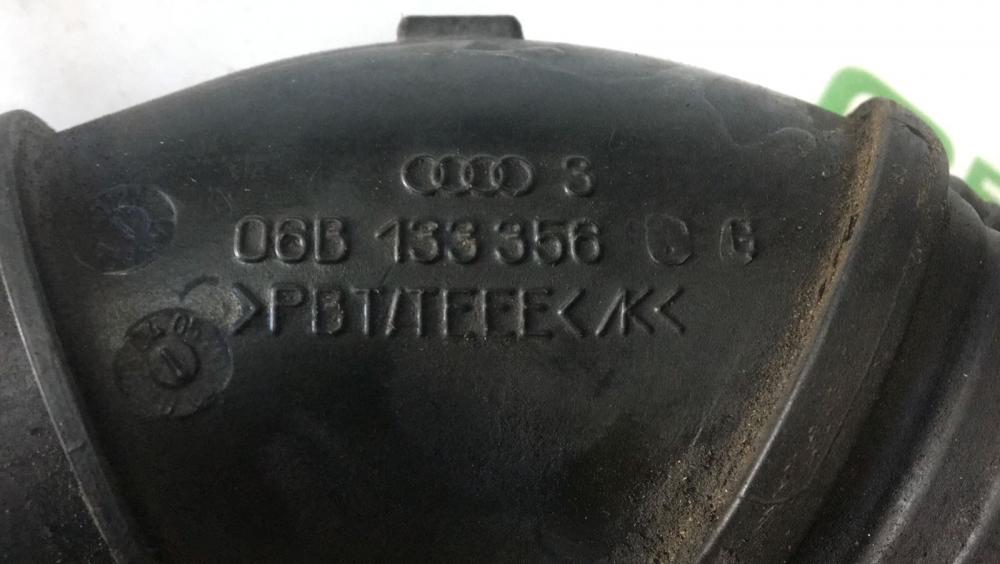 3
06B 133 356 G
>PBT/TEEE</K<